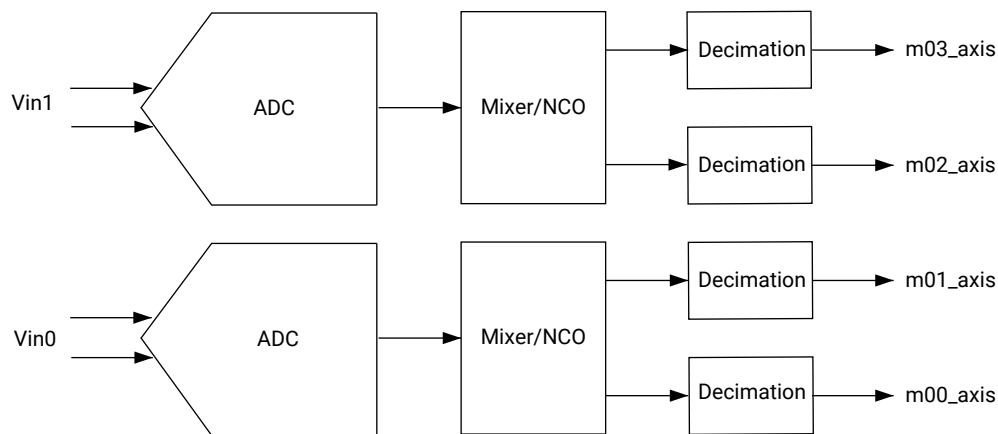 Vin1
ADC
Mixer/NCO
Decimation
m03_axis
Decimation
m02_axis
Vin0
ADC
Mixer/NCO
Decimation
m01_axis
Decimation
m00_axis